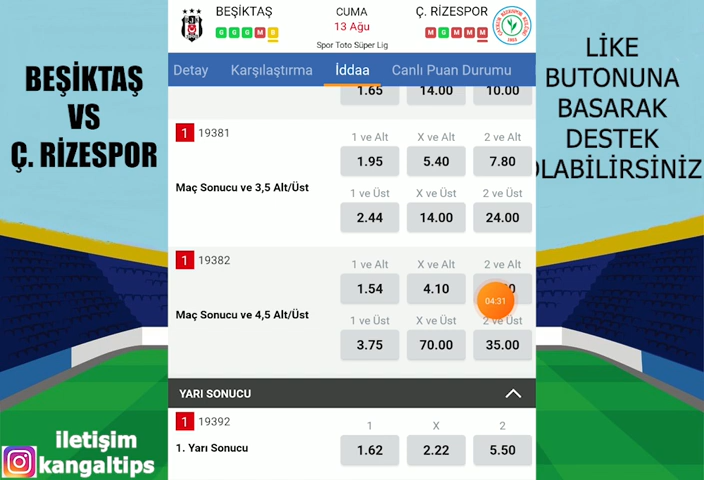 BEŞİKTAŞ
VS
Ç. RİZESPOR
BEŞİKTAŞ
G G G M B
CUMA
13 Ağu
Spor Toto Süper Lig
Ç. RİZESPOR
M G M M M
Detay Karşılaştırma İddaa Canlı Puan Durumu
1.65 14.00 10.00
1 19381
1 ve Alt X ve Alt 2 ve Alt
1.95 5.40 7.80
Maç Sonucu ve 3,5 Alt/Üst
1 ve Üst X ve Üst 2 ve Üst
2.44 14.00 24.00
1 19382
1 ve Alt X ve Alt 2 ve Alt
1.54 4.10
04:31
Maç Sonucu ve 4,5 Alt/Üst
1 ve Üst X ve Üst 2 ve Üst
3.75 70.00 35.00
YARI SONUCU
1 19392
1 X 2
1. Yarı Sonucu
1.62 2.22 5.50
LİKE
BUTONUNA
BASARAK
DESTEK
OLABİLİRSİNİZ
iletişim
kangaltips